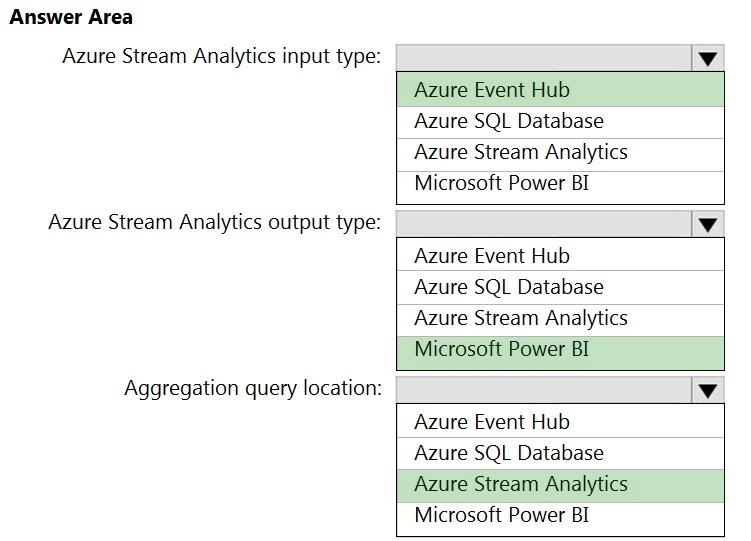 Answer Area
Azure Stream Analytics input type:
Azure Event Hub
Azure SQL Database
Azure Stream Analytics
Microsoft Power BI
Azure Stream Analytics output type:
Azure Event Hub
Azure SQL Database
Azure Stream Analytics
Microsoft Power BI
Aggregation query location:
Azure Event Hub
Azure SQL Database
Azure Stream Analytics
Microsoft Power BI